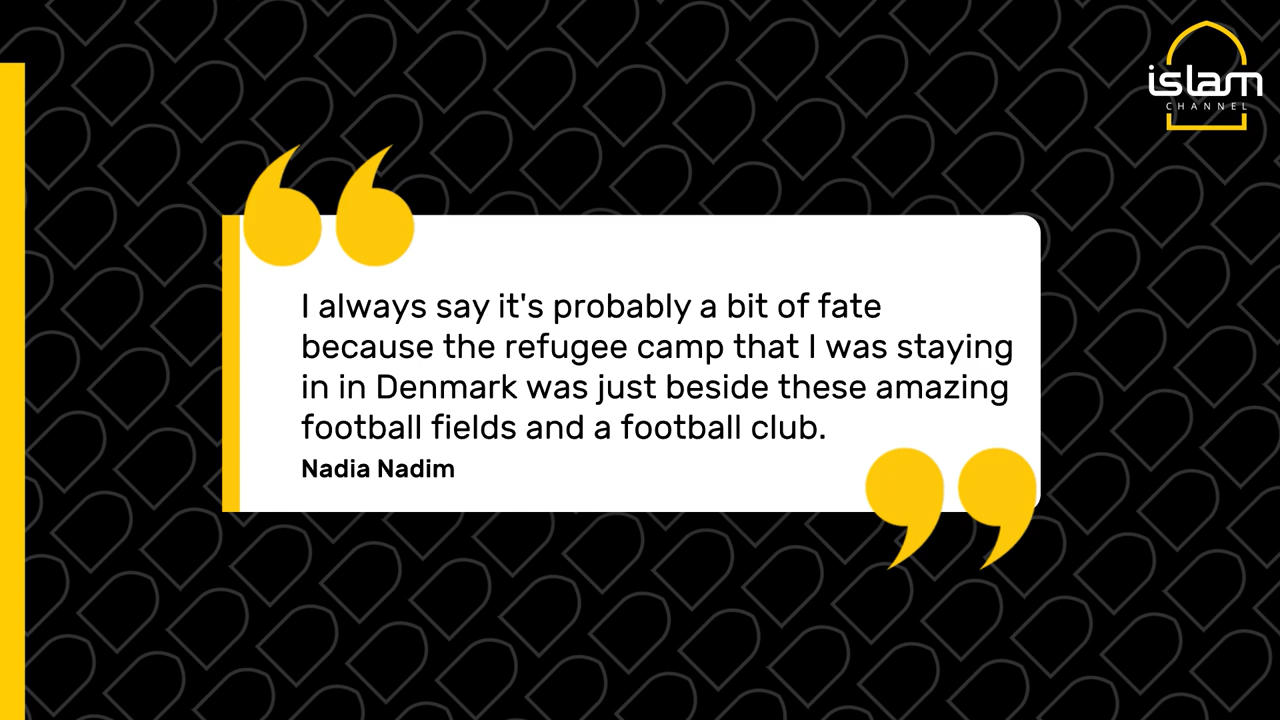 islam
CHANNEL
I always say it's probably a bit of fate
because the refugee camp that I was staying
in in Denmark was just beside these amazing
football fields and a football club.
Nadia Nadim